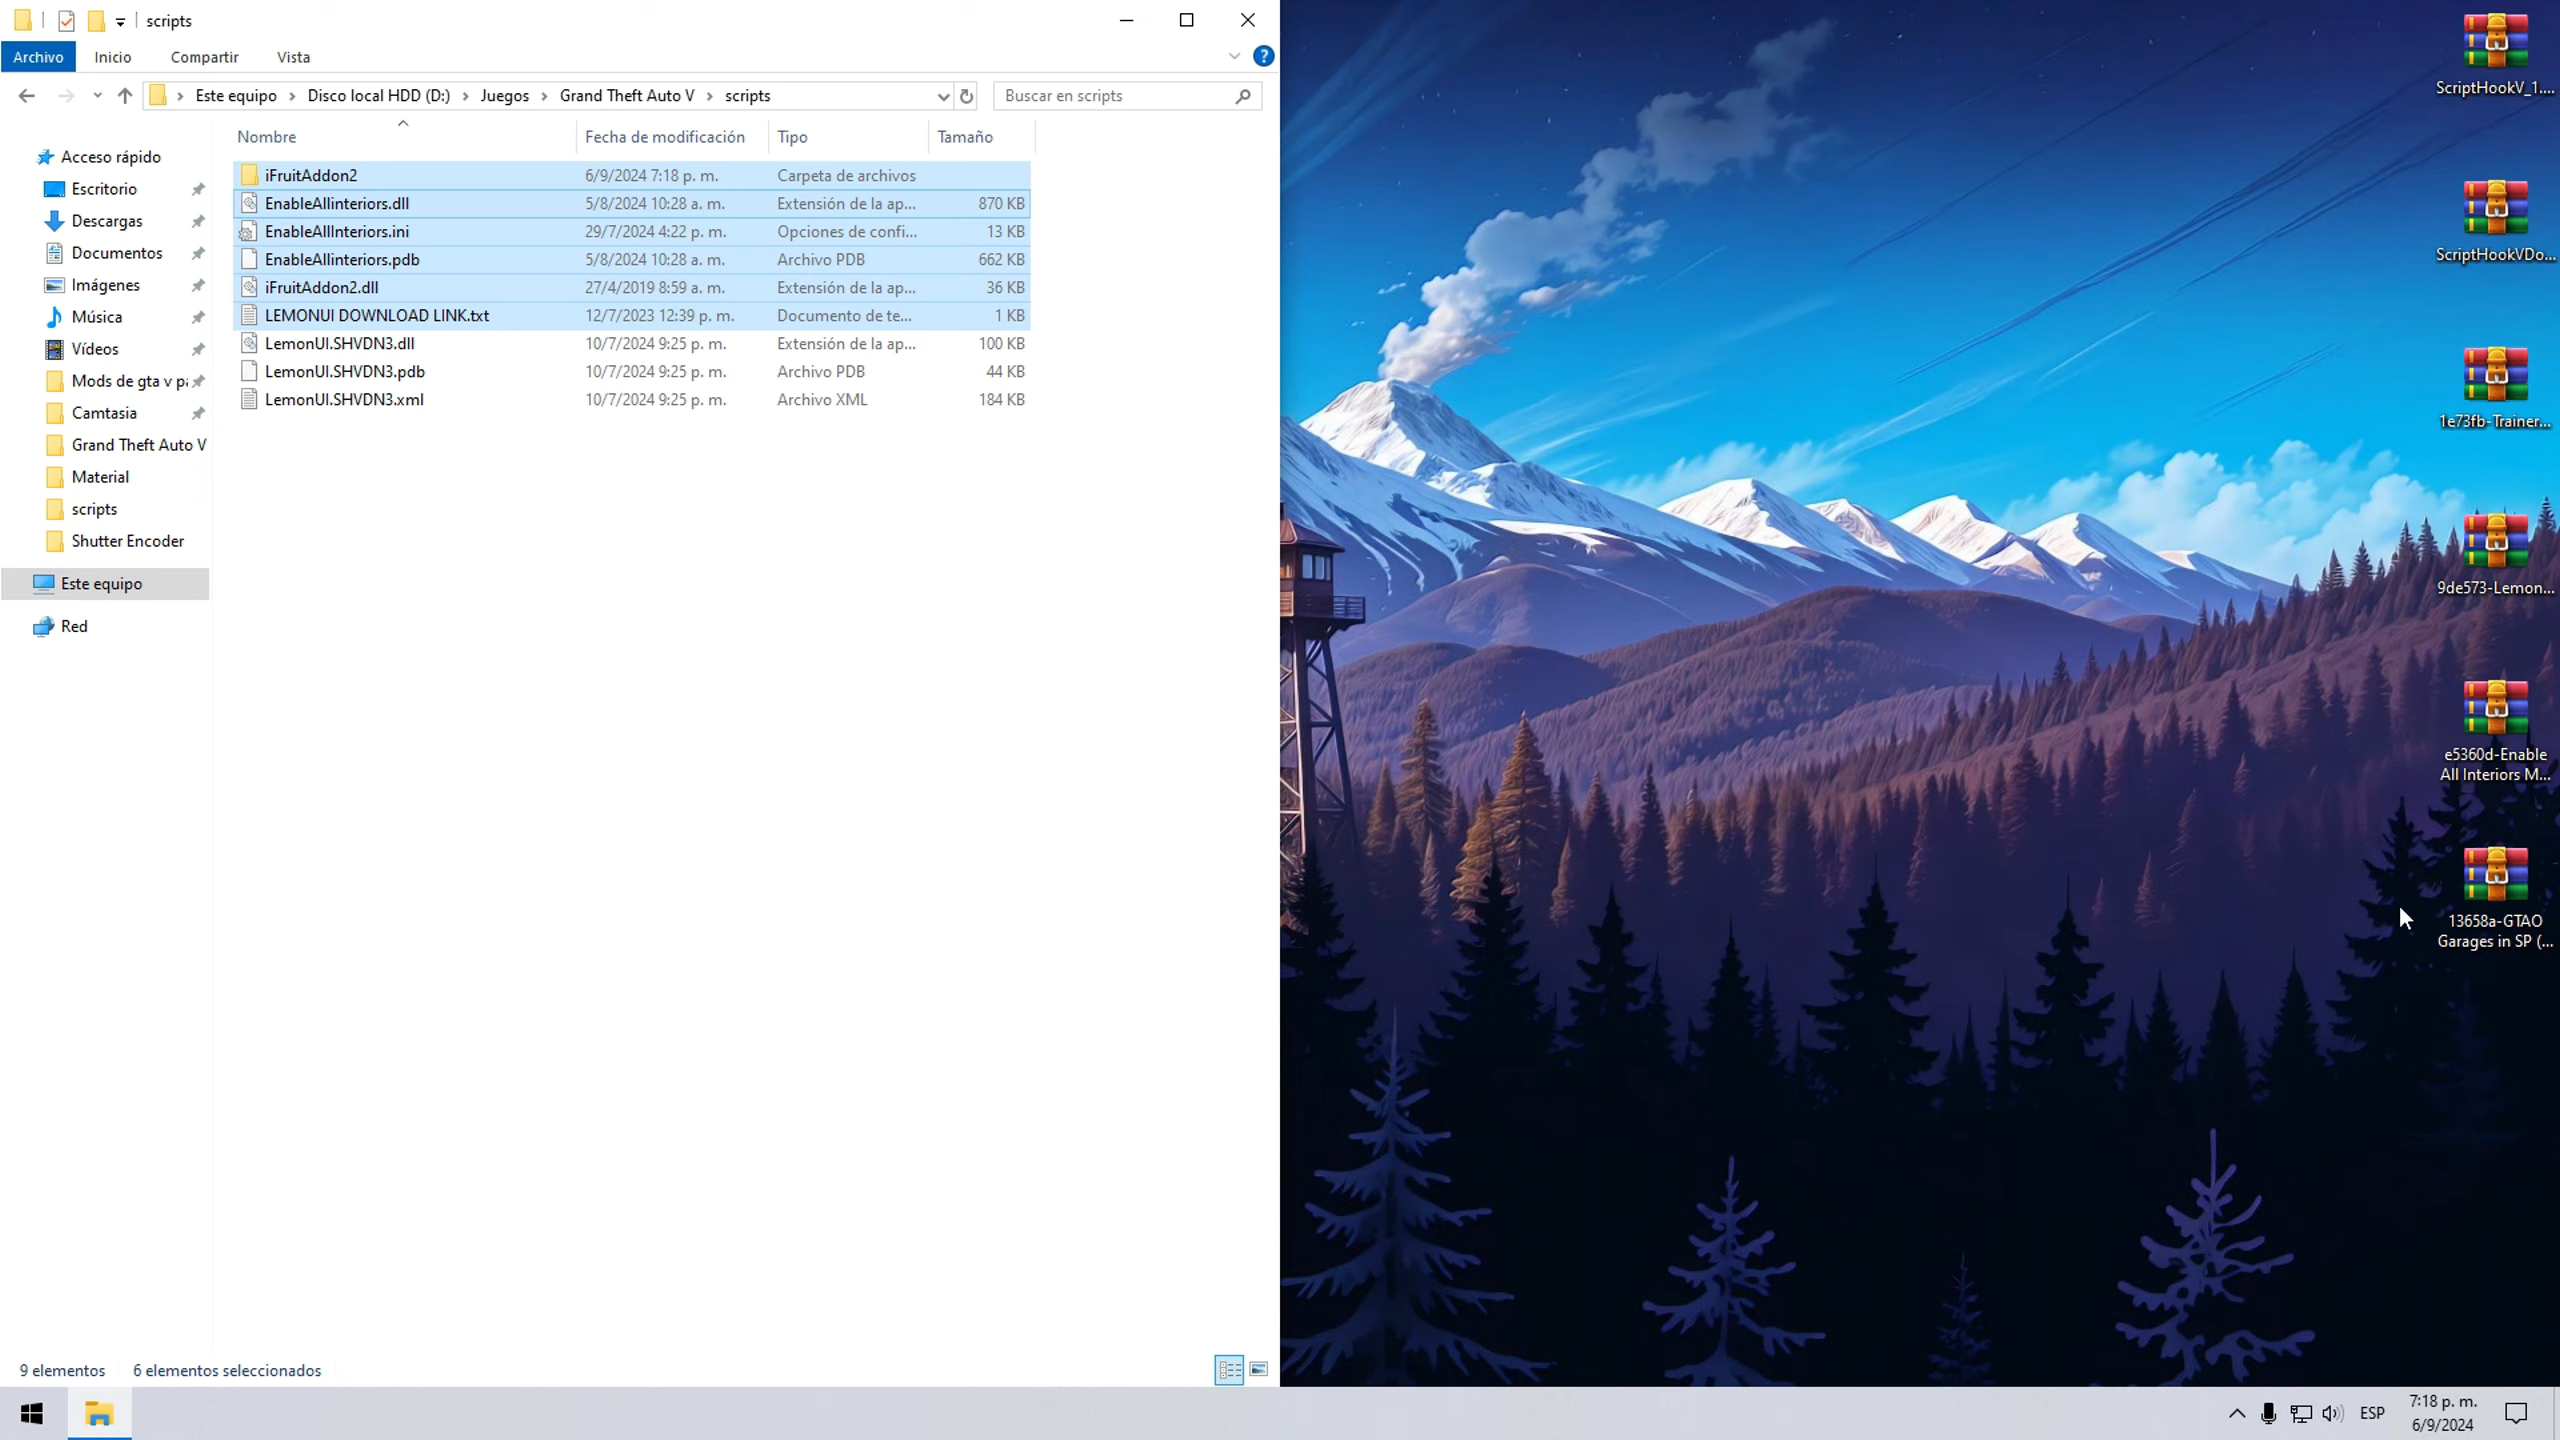 scripts
Archivo Inicio Compartir Vista
Este equipo Disco local HDD (D:) Juegos Grand Theft Auto V scripts
Buscar en scripts
Nombre Fecha de modificación Tipo Tamaño
Acceso rápido
Escritorio
Descargas
Documentos
Imágenes
Música
Vídeos
Mods de gta v pa
Camtasia
Grand Theft Auto V
Material
scripts
Shutter Encoder
Este equipo
Red
iFruitAddon2 6/9/2024 7:18 p. m. Carpeta de archivos
EnableAllinteriors.dll 5/8/2024 10:28 a. m. Extensión de la ap... 870 KB
EnableAllInteriors.ini 29/7/2024 4:22 p. m. Opciones de confi... 13 KB
EnableAllinteriors.pdb 5/8/2024 10:28 a. m. Archivo PDB 662 KB
iFruitAddon2.dll 27/4/2019 8:59 a. m. Extensión de la ap... 36 KB
LEMONUI DOWNLOAD LINK.txt 12/7/2023 12:39 p. m. Documento de te... 1 KB
LemonUI.SHVDN3.dll 10/7/2024 9:25 p. m. Extensión de la ap... 100 KB
LemonUI.SHVDN3.pdb 10/7/2024 9:25 p. m. Archivo PDB 44 KB
LemonUI.SHVDN3.xml 10/7/2024 9:25 p. m. Archivo XML 184 KB
9 elementos 6 elementos seleccionados
ScriptHookV_1....
ScriptHookVDo...
1e73fb-Trainer...
9de573-Lemon...
e5360d-Enable
All Interiors M...
13658a-GTAO
Garages in SP (...
ESP
7:18 p. m.
6/9/2024